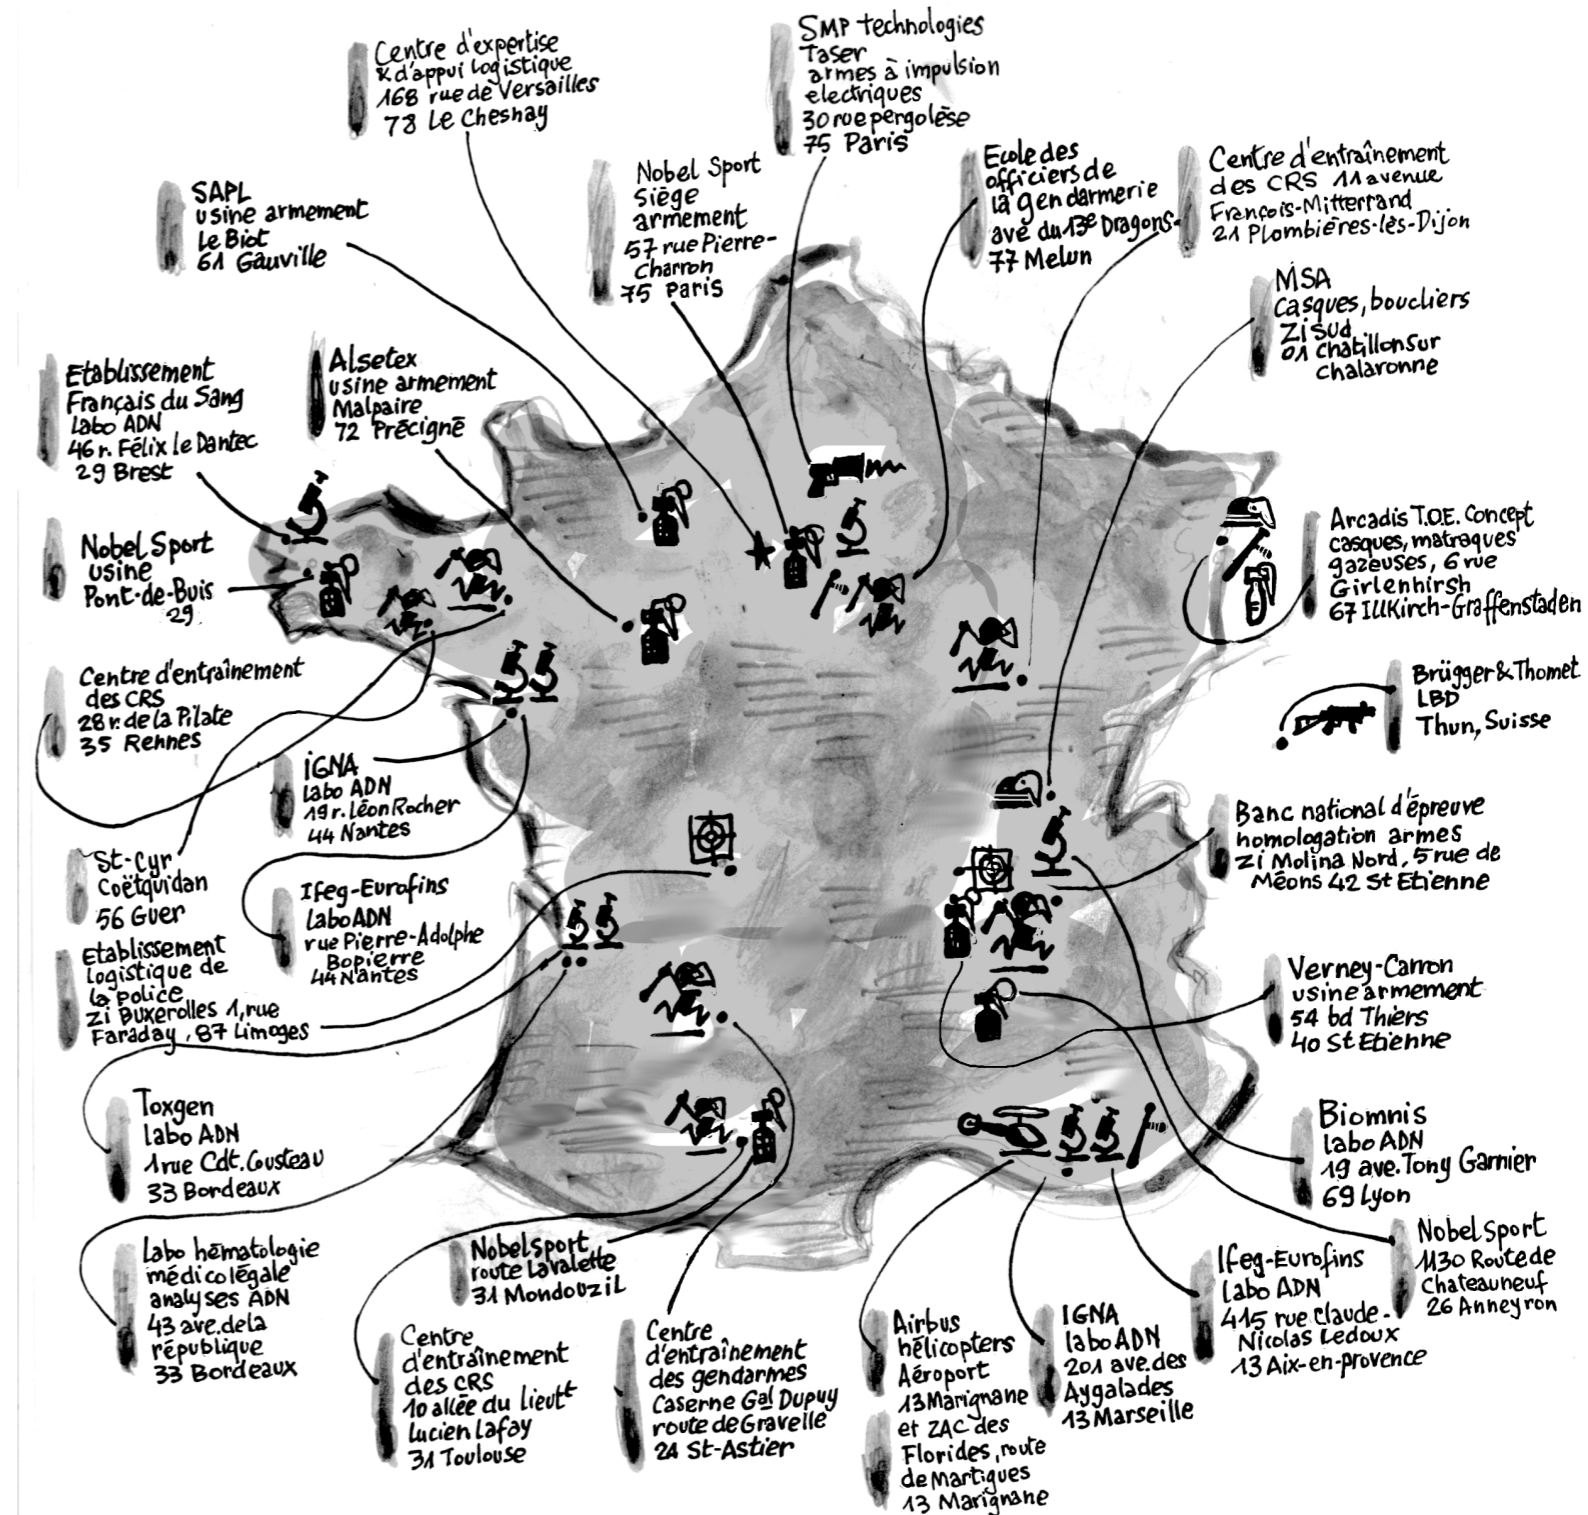 Centre d'expertise
& d'appui logistique
168 rue de Versailles
78 Le Chesnay
SMP technologies
Taser
armes à impulsion
electriques
30 rue pergolèse
75 Paris
Nobel Sport
Siège
armement
57 rue Pierre-
Charron
75 Paris
Ecole des
officiers de
la gendarmerie
ave du 13e Dragons
77 Melun
Centre d'entraînement
des CRS 11 avenue
François-Mitterrand
21 Plombières-lès-Dijon
SAPL
usine armement
Le Biot
61 Gauville
MSA
casques, boucliers
Zi Sud
01 Chatillon sur
chalaronne
Etablissement
Français du Sang
labo ADN
46 r. Félix le Dantec
29 Brest
Alsetex
usine armement
Malpaire
72 Précigné
Nobel Sport
usine
Pont-de-Buis
29
Arcadis T.O.E. Concept
casques, matraques
gazeuses, 6 rue
Girlenhirsh
67 Illkirch-Graffenstaden
Centre d'entraînement
des CRS
28 r. de la Pilate
35 Rennes
Brügger & Thomet
LBD
Thun, Suisse
IGNA
labo ADN
19 r. Léon Rocher
44 Nantes
Banc national d'épreuve
homologation armes
Zi Molina Nord, 5 rue de
Méons 42 St Etienne
St-Cyr
Coëtquidan
56 Guer
Ifeg-Eurofins
labo ADN
rue Pierre-Adolphe
Bopierre
44 Nantes
Etablissement
logistique de
la police
Zi Buxerolles 1, rue
Faraday, 87 Limoges
Verney-Carron
usine armement
54 bd Thiers
40 St Etienne
Toxgen
labo ADN
1 rue Cdt. Cousteau
33 Bordeaux
Biomnis
labo ADN
19 ave. Tony Garnier
69 Lyon
Labo hématologie
médicolégale
analyses ADN
43 ave. de la
république
33 Bordeaux
Nobelsport
route Lavalette
31 Mondouzil
Nobel Sport
1130 Route de
Chateauneuf
26 Anneyron
Ifeg-Eurofins
labo ADN
415 rue Claude-
Nicolas Ledoux
13 Aix-en-provence
Centre
d'entraînement
des CRS
10 allée du Lieutt
Lucien Lafay
31 Toulouse
Centre
d'entraînement
des gendarmes
Caserne Gal Dupuy
route de Gravelle
24 St-Astier
Airbus
hélicopters
Aéroport
13 Marignane
et ZAC des
Florides, route
de Martigues
13 Marignane
IGNA
labo ADN
201 ave. des
Aygalades
13 Marseille